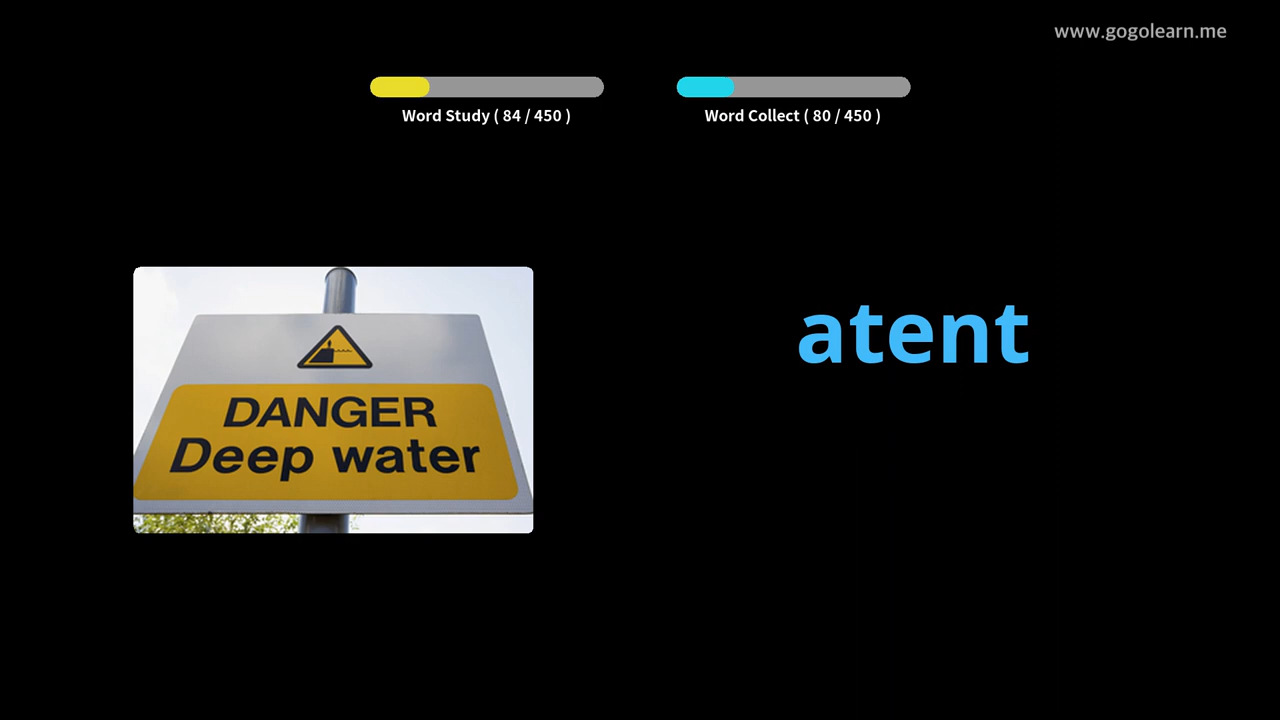 www.gogolearn.me
Word Study ( 84 / 450 )
Word Collect ( 80 / 450 )
DANGER
Deep water
atent